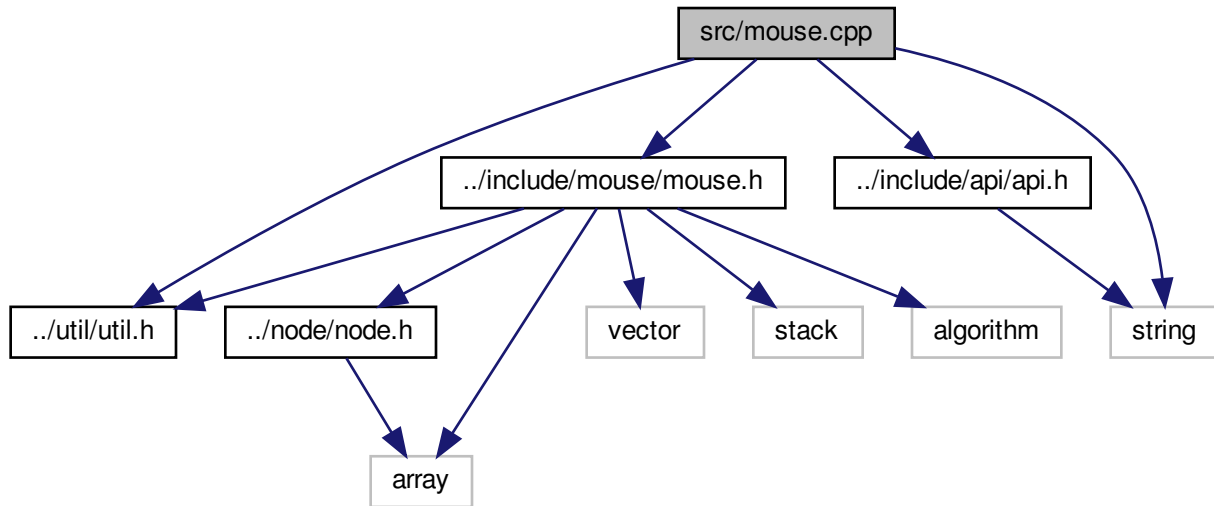 src/mouse.cpp
../include/mouse/mouse.h
../include/api/api.h
../util/util.h
../node/node.h
vector
stack
algorithm
string
array